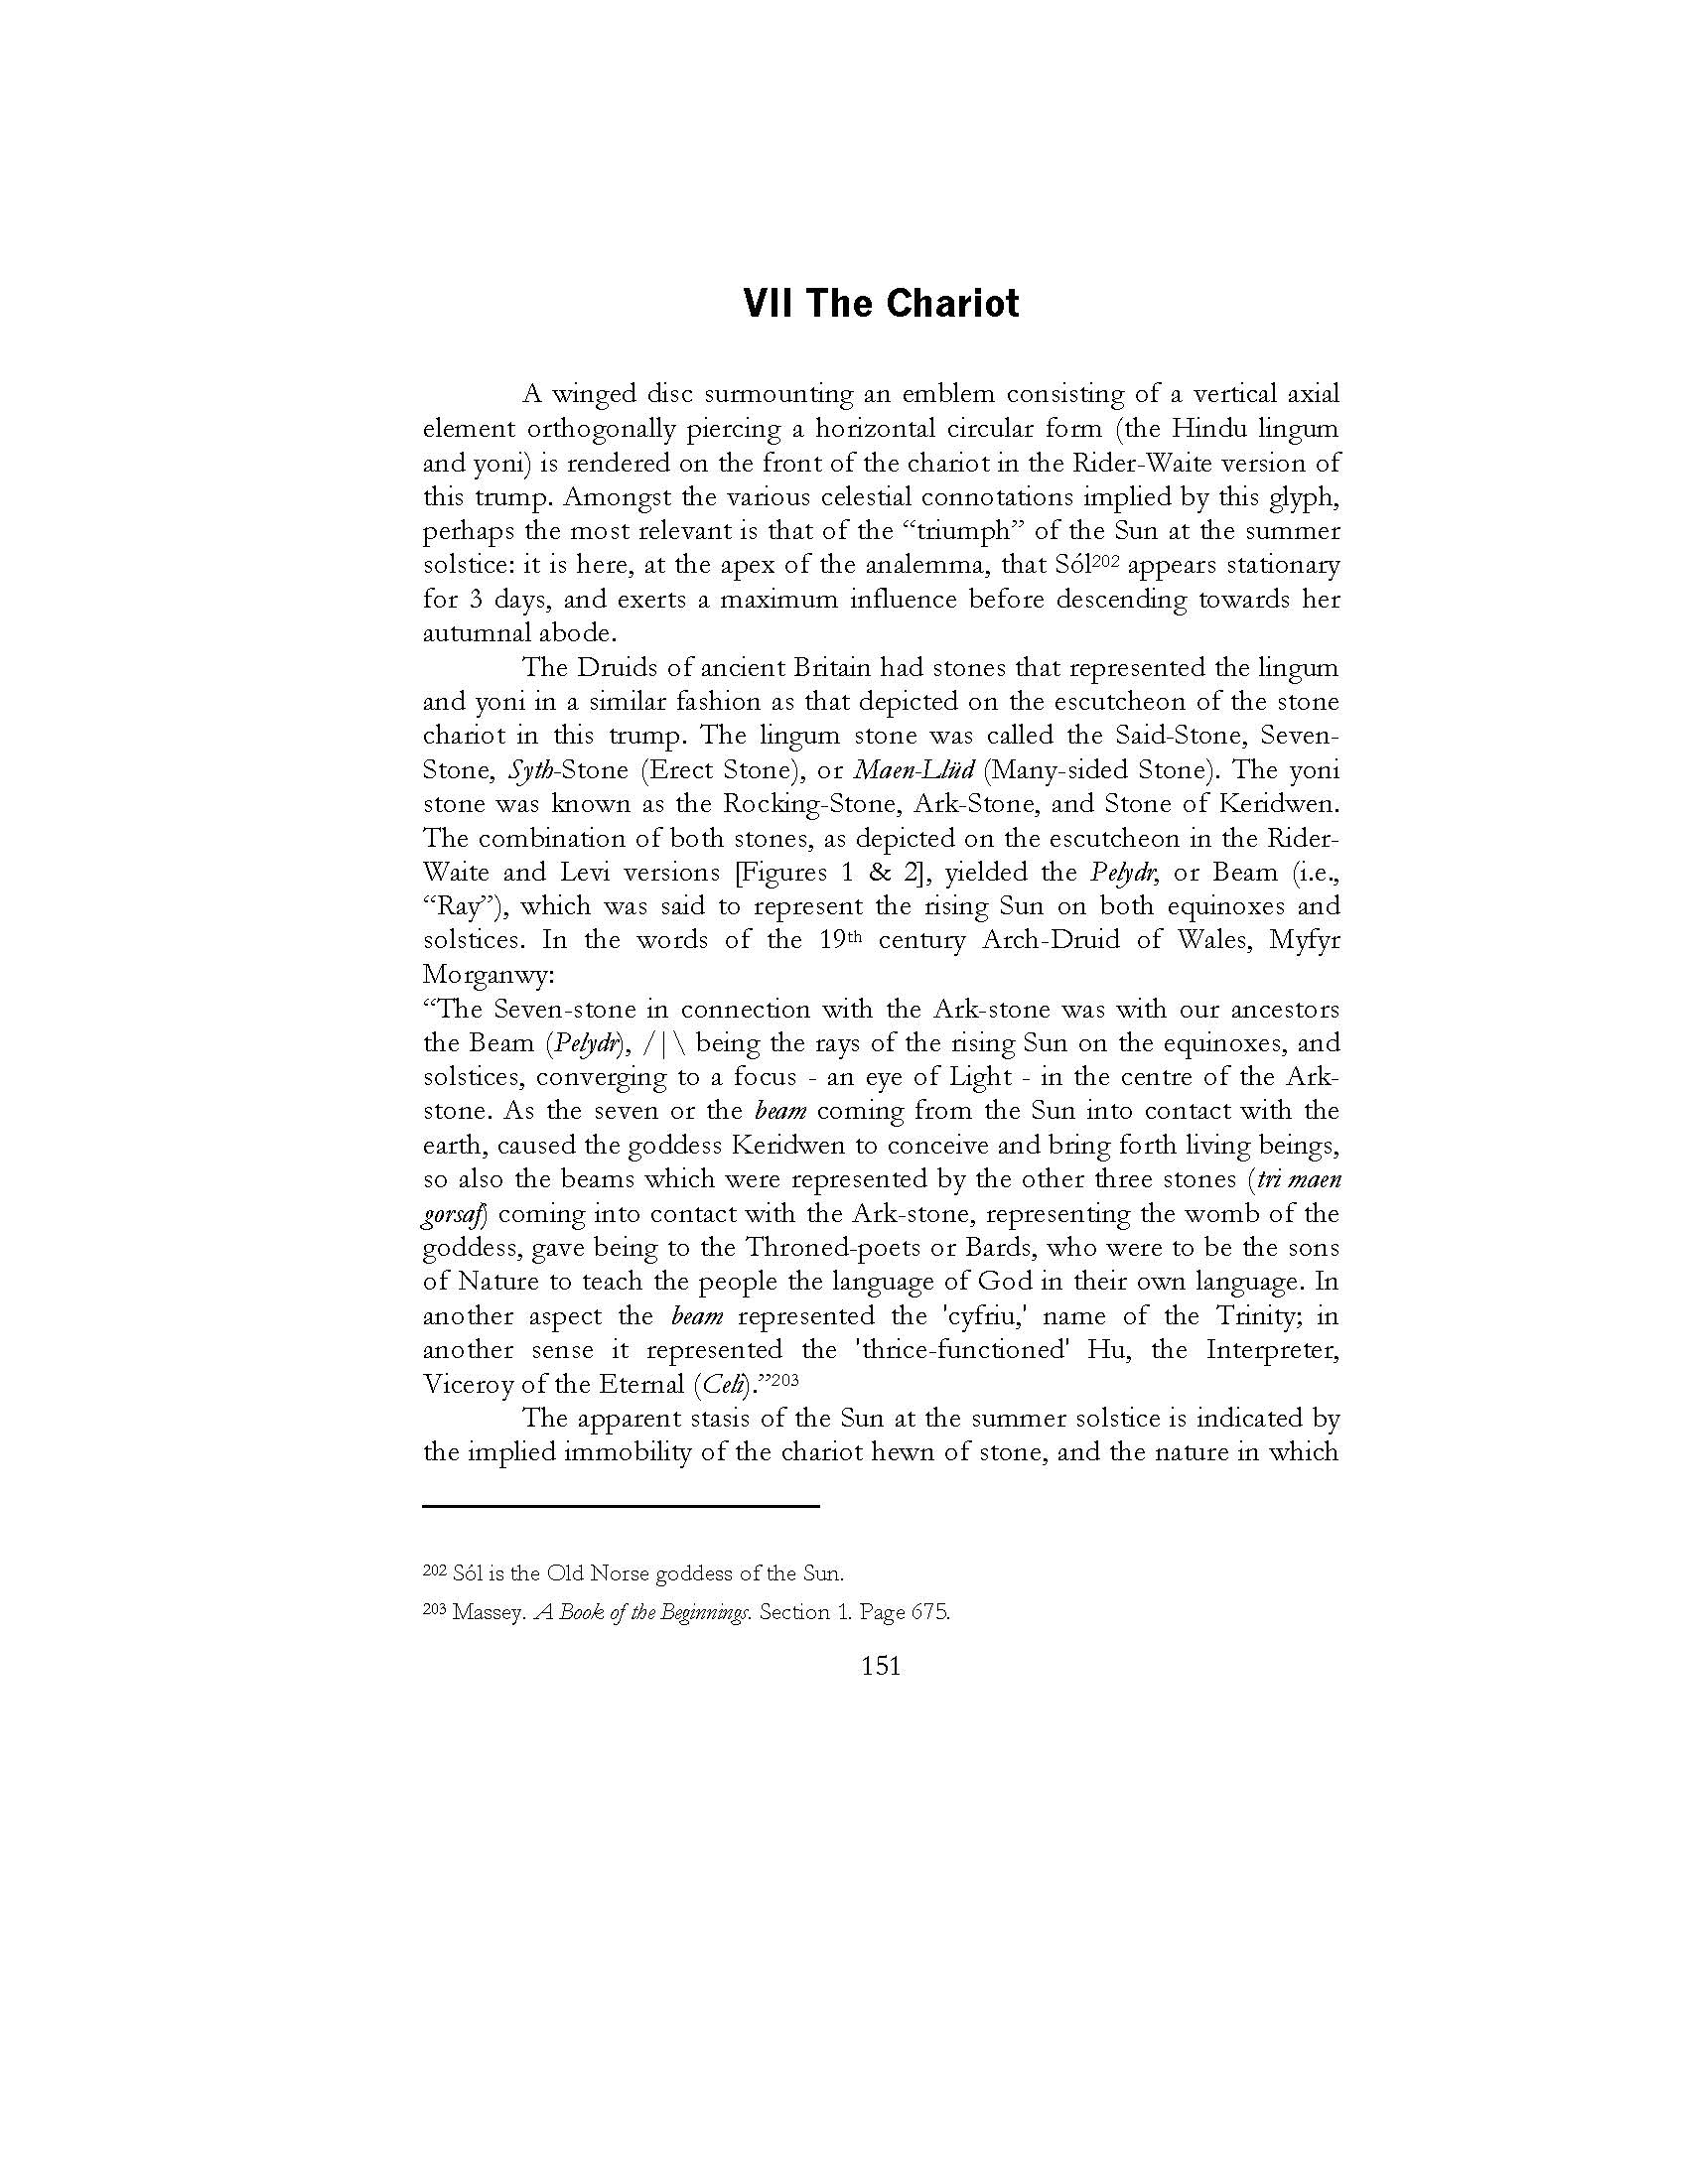 VII The Chariot
A winged disc surmounting an emblem consisting of a vertical axial
element orthogonally piercing a horizontal circular form (the Hindu lingum
and yoni) is rendered on the front of the chariot in the Rider-Waite version of
this trump. Amongst the various celestial connotations implied by this glyph,
perhaps the most relevant is that of the “triumph” of the Sun at the summer
solstice: it is here, at the apex of the analemma, that Sól202 appears stationary
for 3 days, and exerts a maximum influence before descending towards her
autumnal abode.
The Druids of ancient Britain had stones that represented the lingum
and yoni in a similar fashion as that depicted on the escutcheon of the stone
chariot in this trump. The lingum stone was called the Said-Stone, Seven-
Stone, Syth-Stone (Erect Stone), or Maen-Llüd (Many-sided Stone). The yoni
stone was known as the Rocking-Stone, Ark-Stone, and Stone of Keridwen.
The combination of both stones, as depicted on the escutcheon in the Rider-
Waite and Levi versions [Figures 1 & 2], yielded the Pelydr, or Beam (i.e.,
“Ray”), which was said to represent the rising Sun on both equinoxes and
solstices. In the words of the 19th century Arch-Druid of Wales, Myfyr
Morganwy:
“The Seven-stone in connection with the Ark-stone was with our ancestors
the Beam (Pelydr), /|\ being the rays of the rising Sun on the equinoxes, and
solstices, converging to a focus - an eye of Light - in the centre of the Ark-
stone. As the seven or the beam coming from the Sun into contact with the
earth, caused the goddess Keridwen to conceive and bring forth living beings,
so also the beams which were represented by the other three stones (tri maen
gorsaf) coming into contact with the Ark-stone, representing the womb of the
goddess, gave being to the Throned-poets or Bards, who were to be the sons
of Nature to teach the people the language of God in their own language. In
another aspect the beam represented the 'cyfriu,' name of the Trinity; in
another sense it represented the 'thrice-functioned' Hu, the Interpreter,
Viceroy of the Eternal (Celi).”203
The apparent stasis of the Sun at the summer solstice is indicated by
the implied immobility of the chariot hewn of stone, and the nature in which
202 Sól is the Old Norse goddess of the Sun.
203 Massey. A Book of the Beginnings. Section 1. Page 675.
151